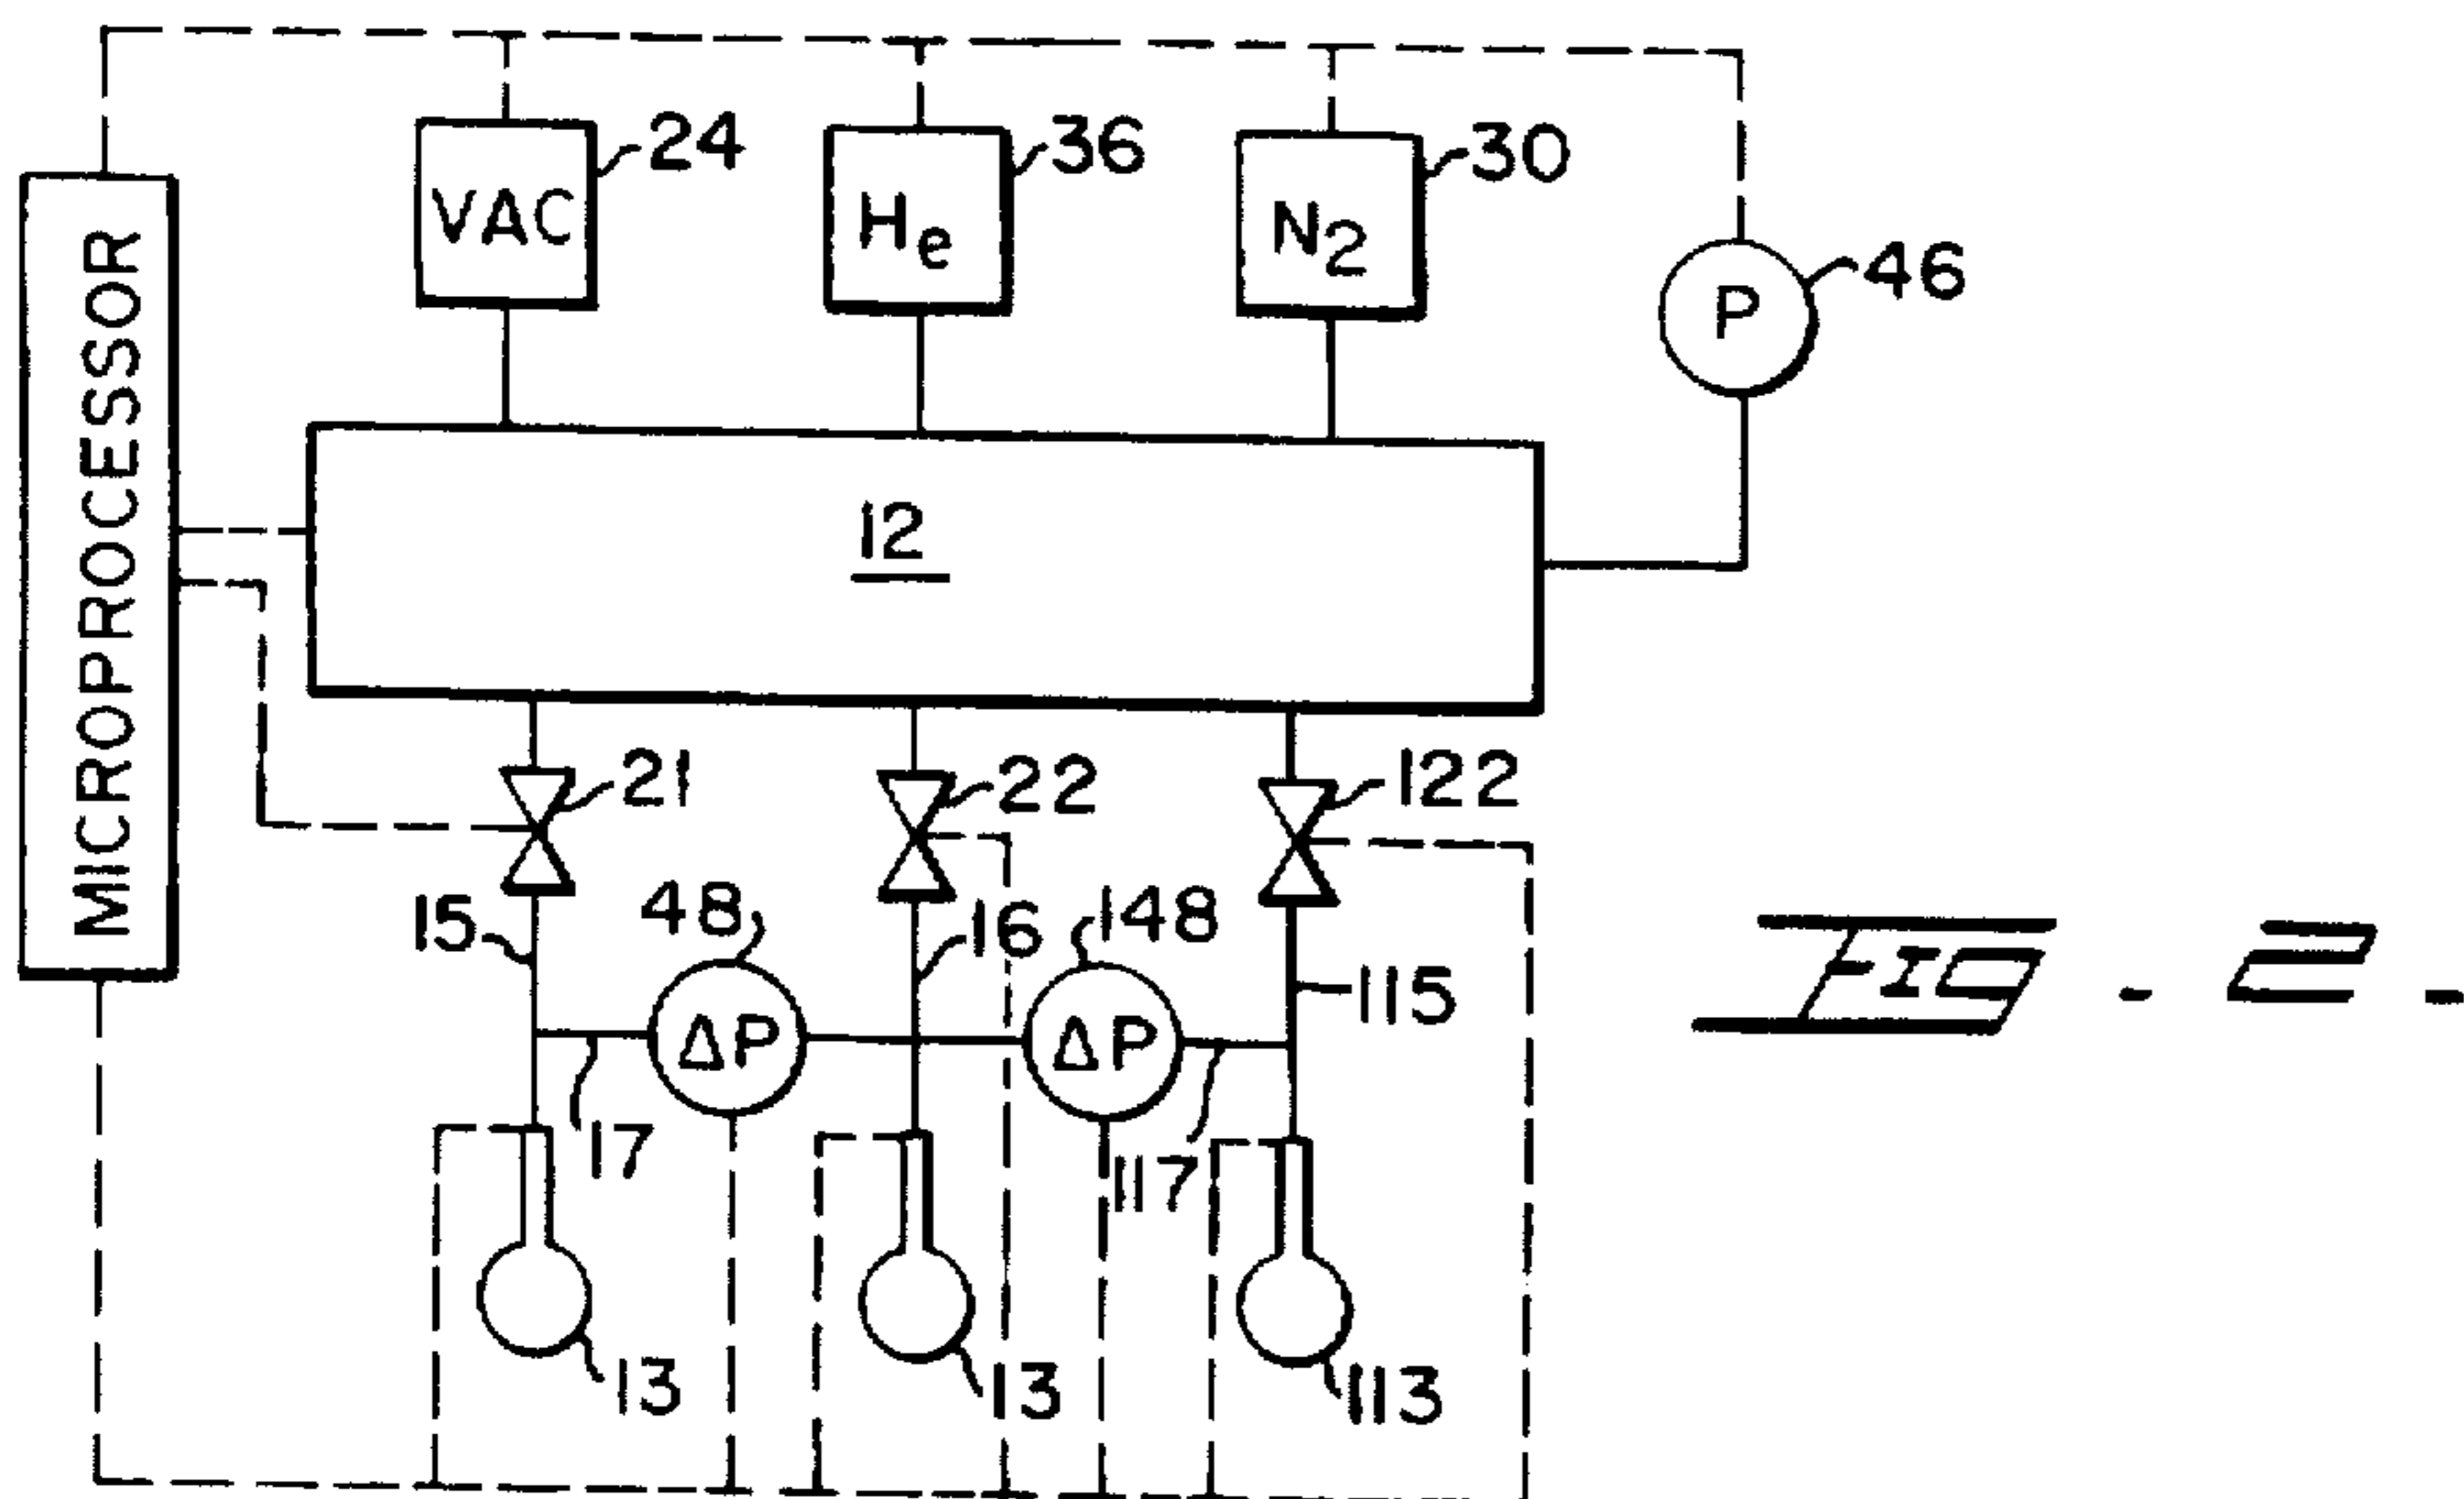 24
36
30
VAC
He
N2
46
P
MICROPROCESSOR
12
21
22
122
15
48
16
148
115
ΔP
ΔP
17
117
13
13
113
FIG - 2 -